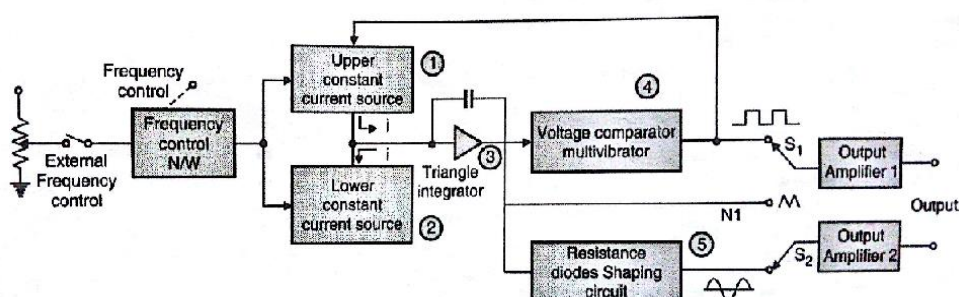 Frequency
control
Frequency
control
N/W
External
Frequency
control
Upper
constant
current source
1
i
i
Lower
constant
current source
2
Triangle
integrator
3
Voltage comparator
multivibrator
4
S1
Output
Amplifier 1
N1
Output
Resistance
diodes Shaping
circuit
5
S2
Output
Amplifier 2